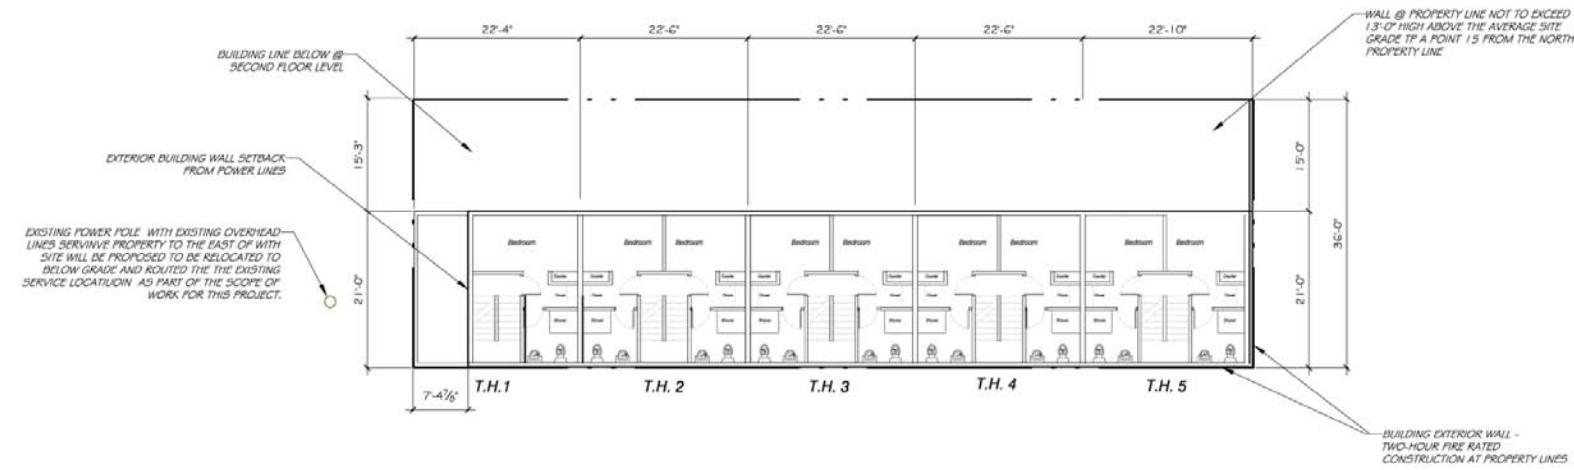 22'-4"
22'-6"
22'-6"
22'-6"
22'-10"
WALL @ PROPERTY LINE NOT TO EXCEED
13'-0" HIGH ABOVE THE AVERAGE SITE
GRADE TP A POINT 15 FROM THE NORTH
PROPERTY LINE
BUILDING LINE BELOW @
SECOND FLOOR LEVEL
EXTERIOR BUILDING WALL SETBACK
FROM POWER LINES
EXISTING POWER POLE WITH EXISTING OVERHEAD
LINES SERVINVE PROPERTY TO THE EAST OF WITH
SITE WILL BE PROPOSED TO BE RELOCATED TO
BELOW GRADE AND ROUTED THE THE EXISTING
SERVICE LOCATIUOIN AS PART OF THE SCOPE OF
WORK FOR THIS PROJECT.
15'-3"
21'-0"
15'-0"
21'-0"
36'-0"
Bedroom
Bedroom
Bedroom
Bedroom
Bedroom
Bedroom
Bedroom
Bedroom
Bedroom
T.H.1
T.H. 2
T.H. 3
T.H. 4
T.H. 5
7'-4⅞"
BUILDING EXTERIOR WALL -
TWO-HOUR FIRE RATED
CONSTRUCTION AT PROPERTY LINES